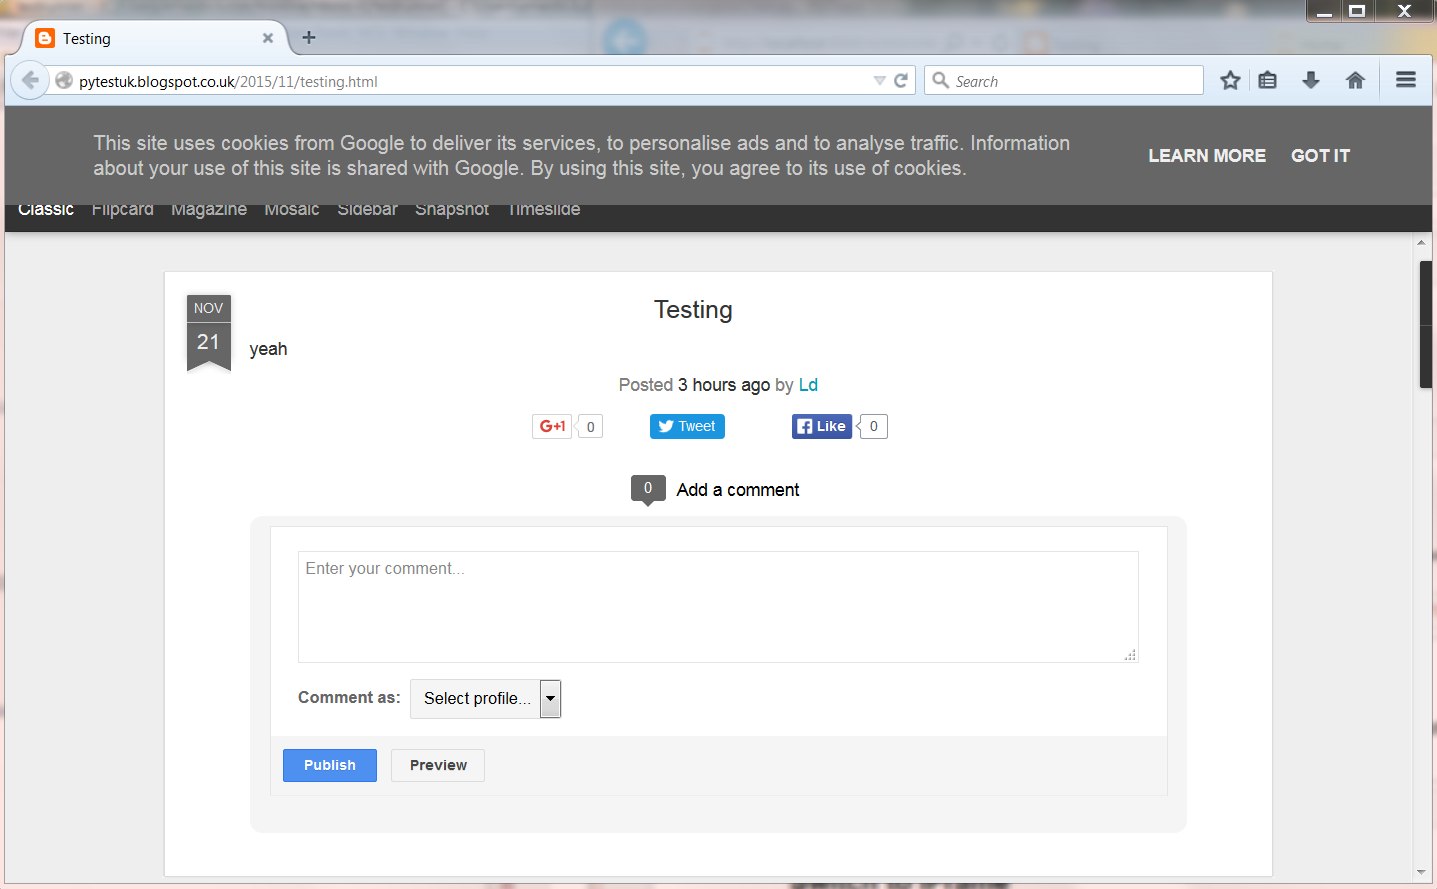 Testing
pytestuk.blogspot.co.uk/2015/11/testing.html
Search
This site uses cookies from Google to deliver its services, to personalise ads and to analyse traffic. Information
about your use of this site is shared with Google. By using this site, you agree to its use of cookies.
LEARN MORE GOT IT
Classic Flipcard Magazine Mosaic Sidebar Snapshot Timeslide
NOV
21
Testing
yeah
Posted 3 hours ago by Ld
G+1 0 Tweet Like 0
0 Add a comment
Enter your comment...
Comment as: Select profile...
Publish Preview
switch to iframe